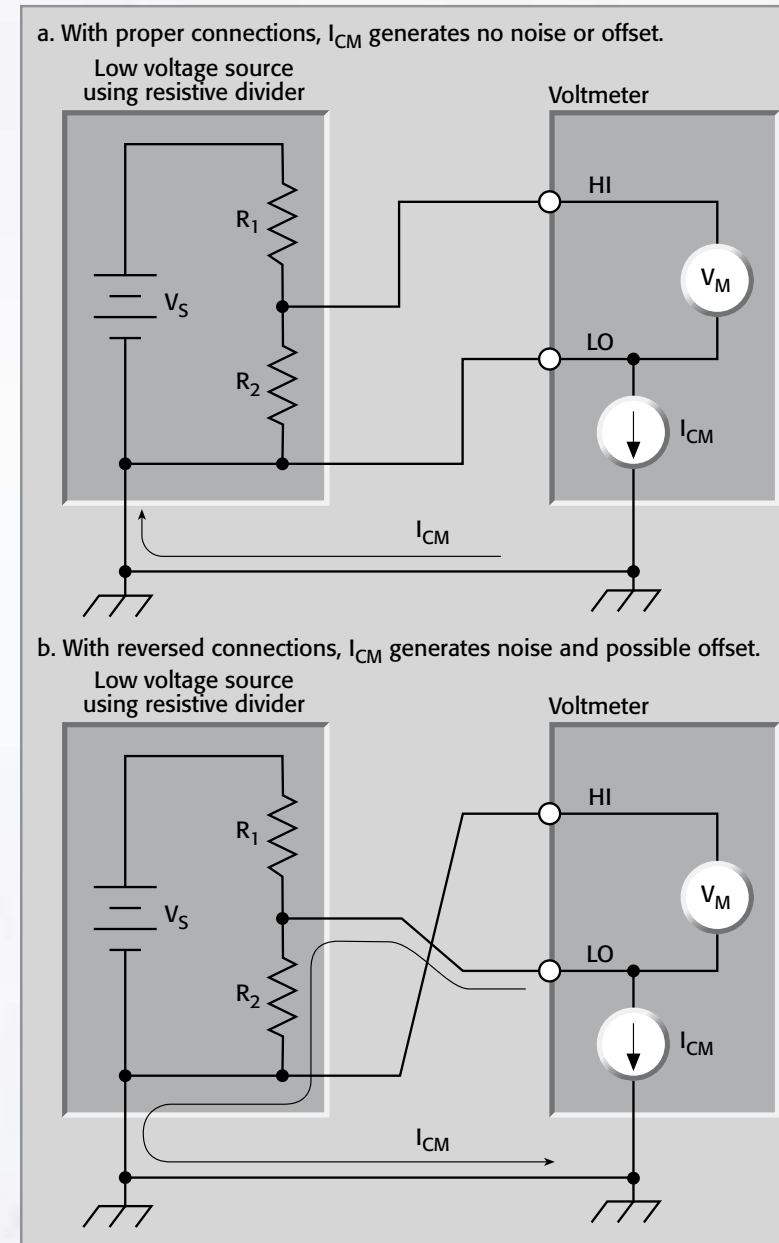 a. With proper connections, I_CM generates no noise or offset.
Low voltage source
using resistive divider
Voltmeter
HI
R1
VM
VS
LO
R2
ICM
ICM
b. With reversed connections, I_CM generates noise and possible offset.
Low voltage source
using resistive divider
Voltmeter
HI
R1
VM
VS
LO
R2
ICM
ICM